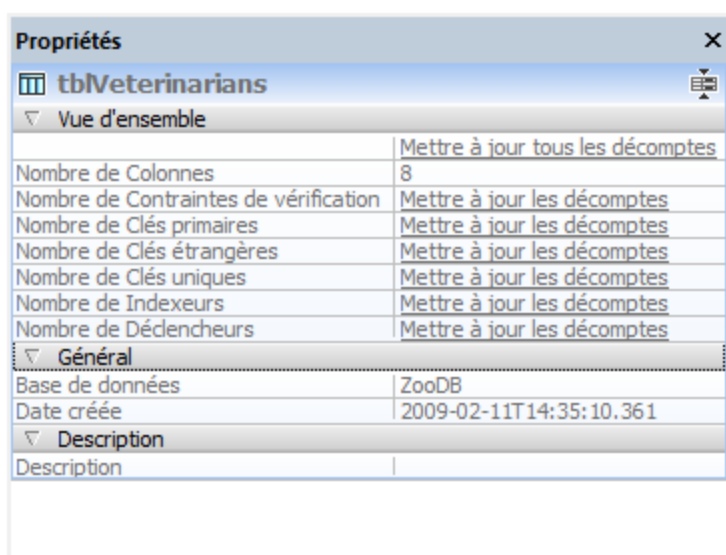 Propriétés
tblVeterinarians
Vue d'ensemble
Mettre à jour tous les décomptes
Nombre de Colonnes 8
Nombre de Contraintes de vérification Mettre à jour les décomptes
Nombre de Clés primaires Mettre à jour les décomptes
Nombre de Clés étrangères Mettre à jour les décomptes
Nombre de Clés uniques Mettre à jour les décomptes
Nombre de Indexeurs Mettre à jour les décomptes
Nombre de Déclencheurs Mettre à jour les décomptes
Général
Base de données ZooDB
Date créée 2009-02-11T14:35:10.361
Description
Description